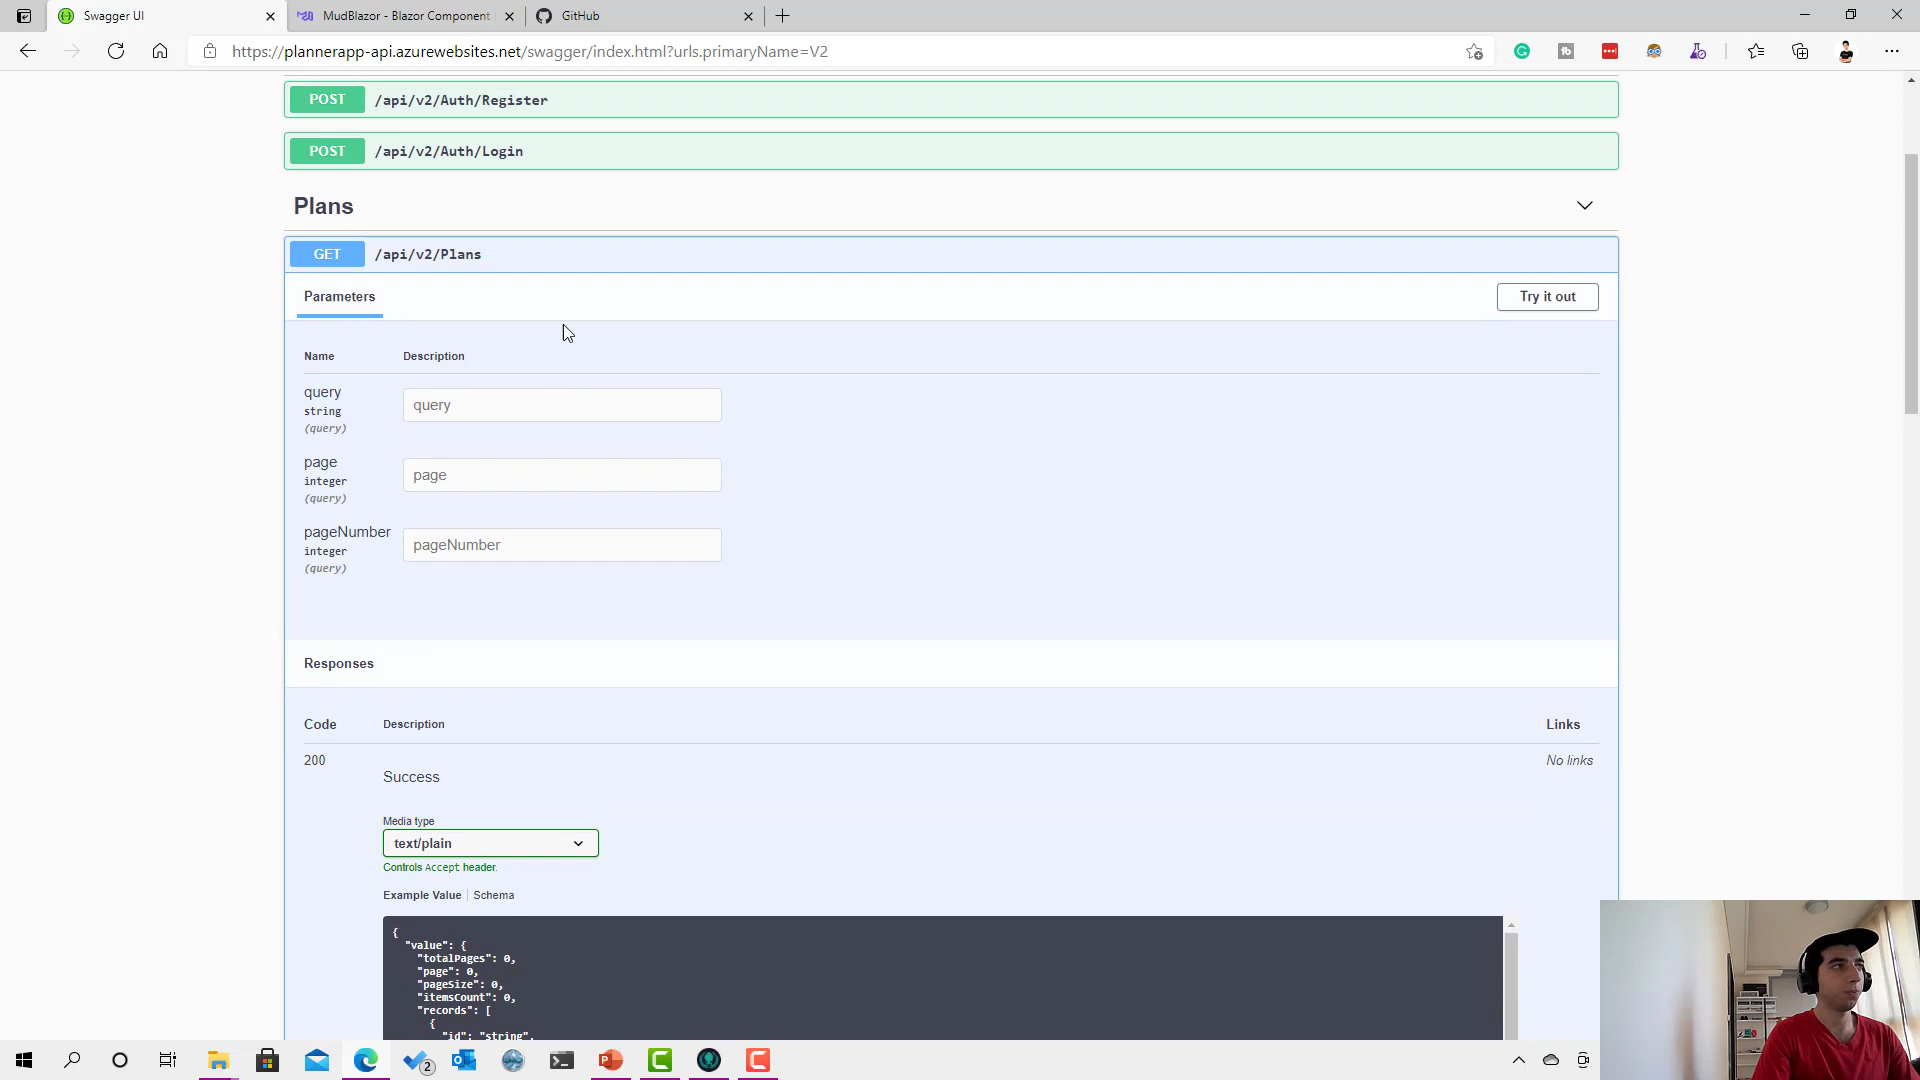 Swagger UI
MudBlazor - Blazor Component
GitHub
https://plannerapp-api.azurewebsites.net/swagger/index.html?urls.primaryName=V2
POST /api/v2/Auth/Register
POST /api/v2/Auth/Login
Plans
GET /api/v2/Plans
Parameters
Try it out
Name Description
query
string
(query)
query
page
integer
(query)
page
pageNumber
integer
(query)
pageNumber
Responses
Code Description Links
200
Success
No links
Media type
text/plain
Controls Accept header.
Example Value Schema
{
"value": {
"totalPages": 0,
"page": 0,
"pageSize": 0,
"itemsCount": 0,
"records": [
{
"id": "string",
2